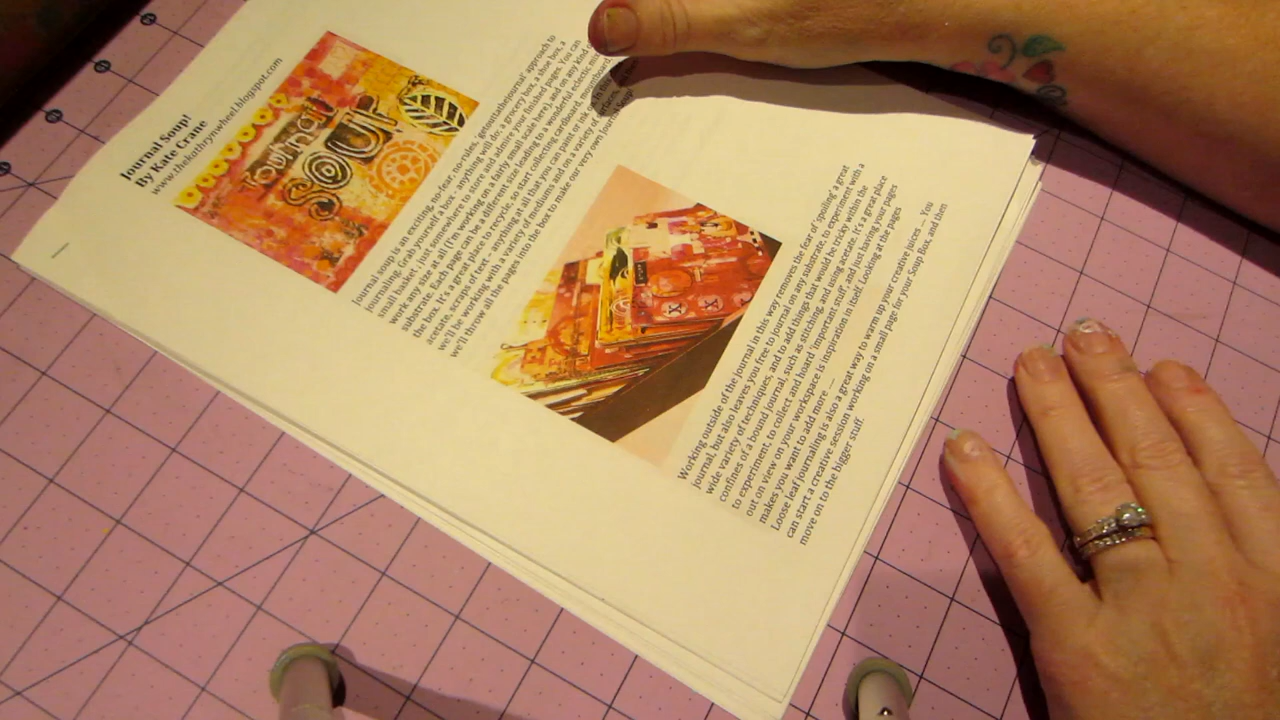 Journal Soup!
By Kate Crane
www.thekathrynwheel.blogspot.com
JOURNAL
SOUP
Journal soup is an exciting no-fear, no-rules, 'getouttathejournal' approach to
journaling. Grab yourself a box - anything will do; a grocery box, a shoe box, a
small basket, just somewhere to store and admire your finished pages. You can
work any size at all (I'm working on a fairly small scale here), and on any kind of
substrate. Each page can be a different size leading to a wonderful eclectic mix
the box. It's a great place to recycle, so start collecting cardboard, mountboard,
acetate, scraps of text - anything at all that you can paint or ink
we'll be working with a variety of mediums and on a variety of
we'll throw all the pages into the box to make our very own Journal Soup!
Working outside of the journal in this way removes the fear of 'spoiling' a great
journal, but also leaves you free to journal on any substrate, to experiment with a
wide variety of techniques, and to add things that would be tricky within the
confines of a bound journal, such as stitching, and using acetate. It's a great place
to experiment, to collect and hoard 'important stuff', and just having your pages
out on view on your workspace is inspiration in itself. Looking at the pages
makes you want to add more —
Loose leaf journaling is also a great way to warm up your creative juices — You
can start a creative session working on a small page for your Soup Box, and then
move on to the bigger stuff.